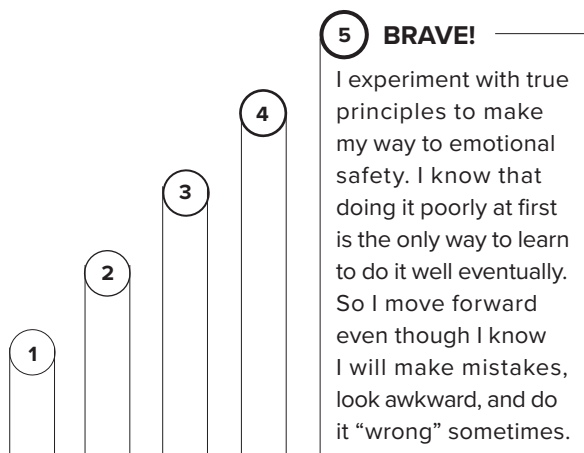 5 BRAVE!
I experiment with true
principles to make
my way to emotional
safety. I know that
doing it poorly at first
is the only way to learn
to do it well eventually.
So I move forward
even though I know
I will make mistakes,
look awkward, and do
it “wrong” sometimes.
4
3
2
1